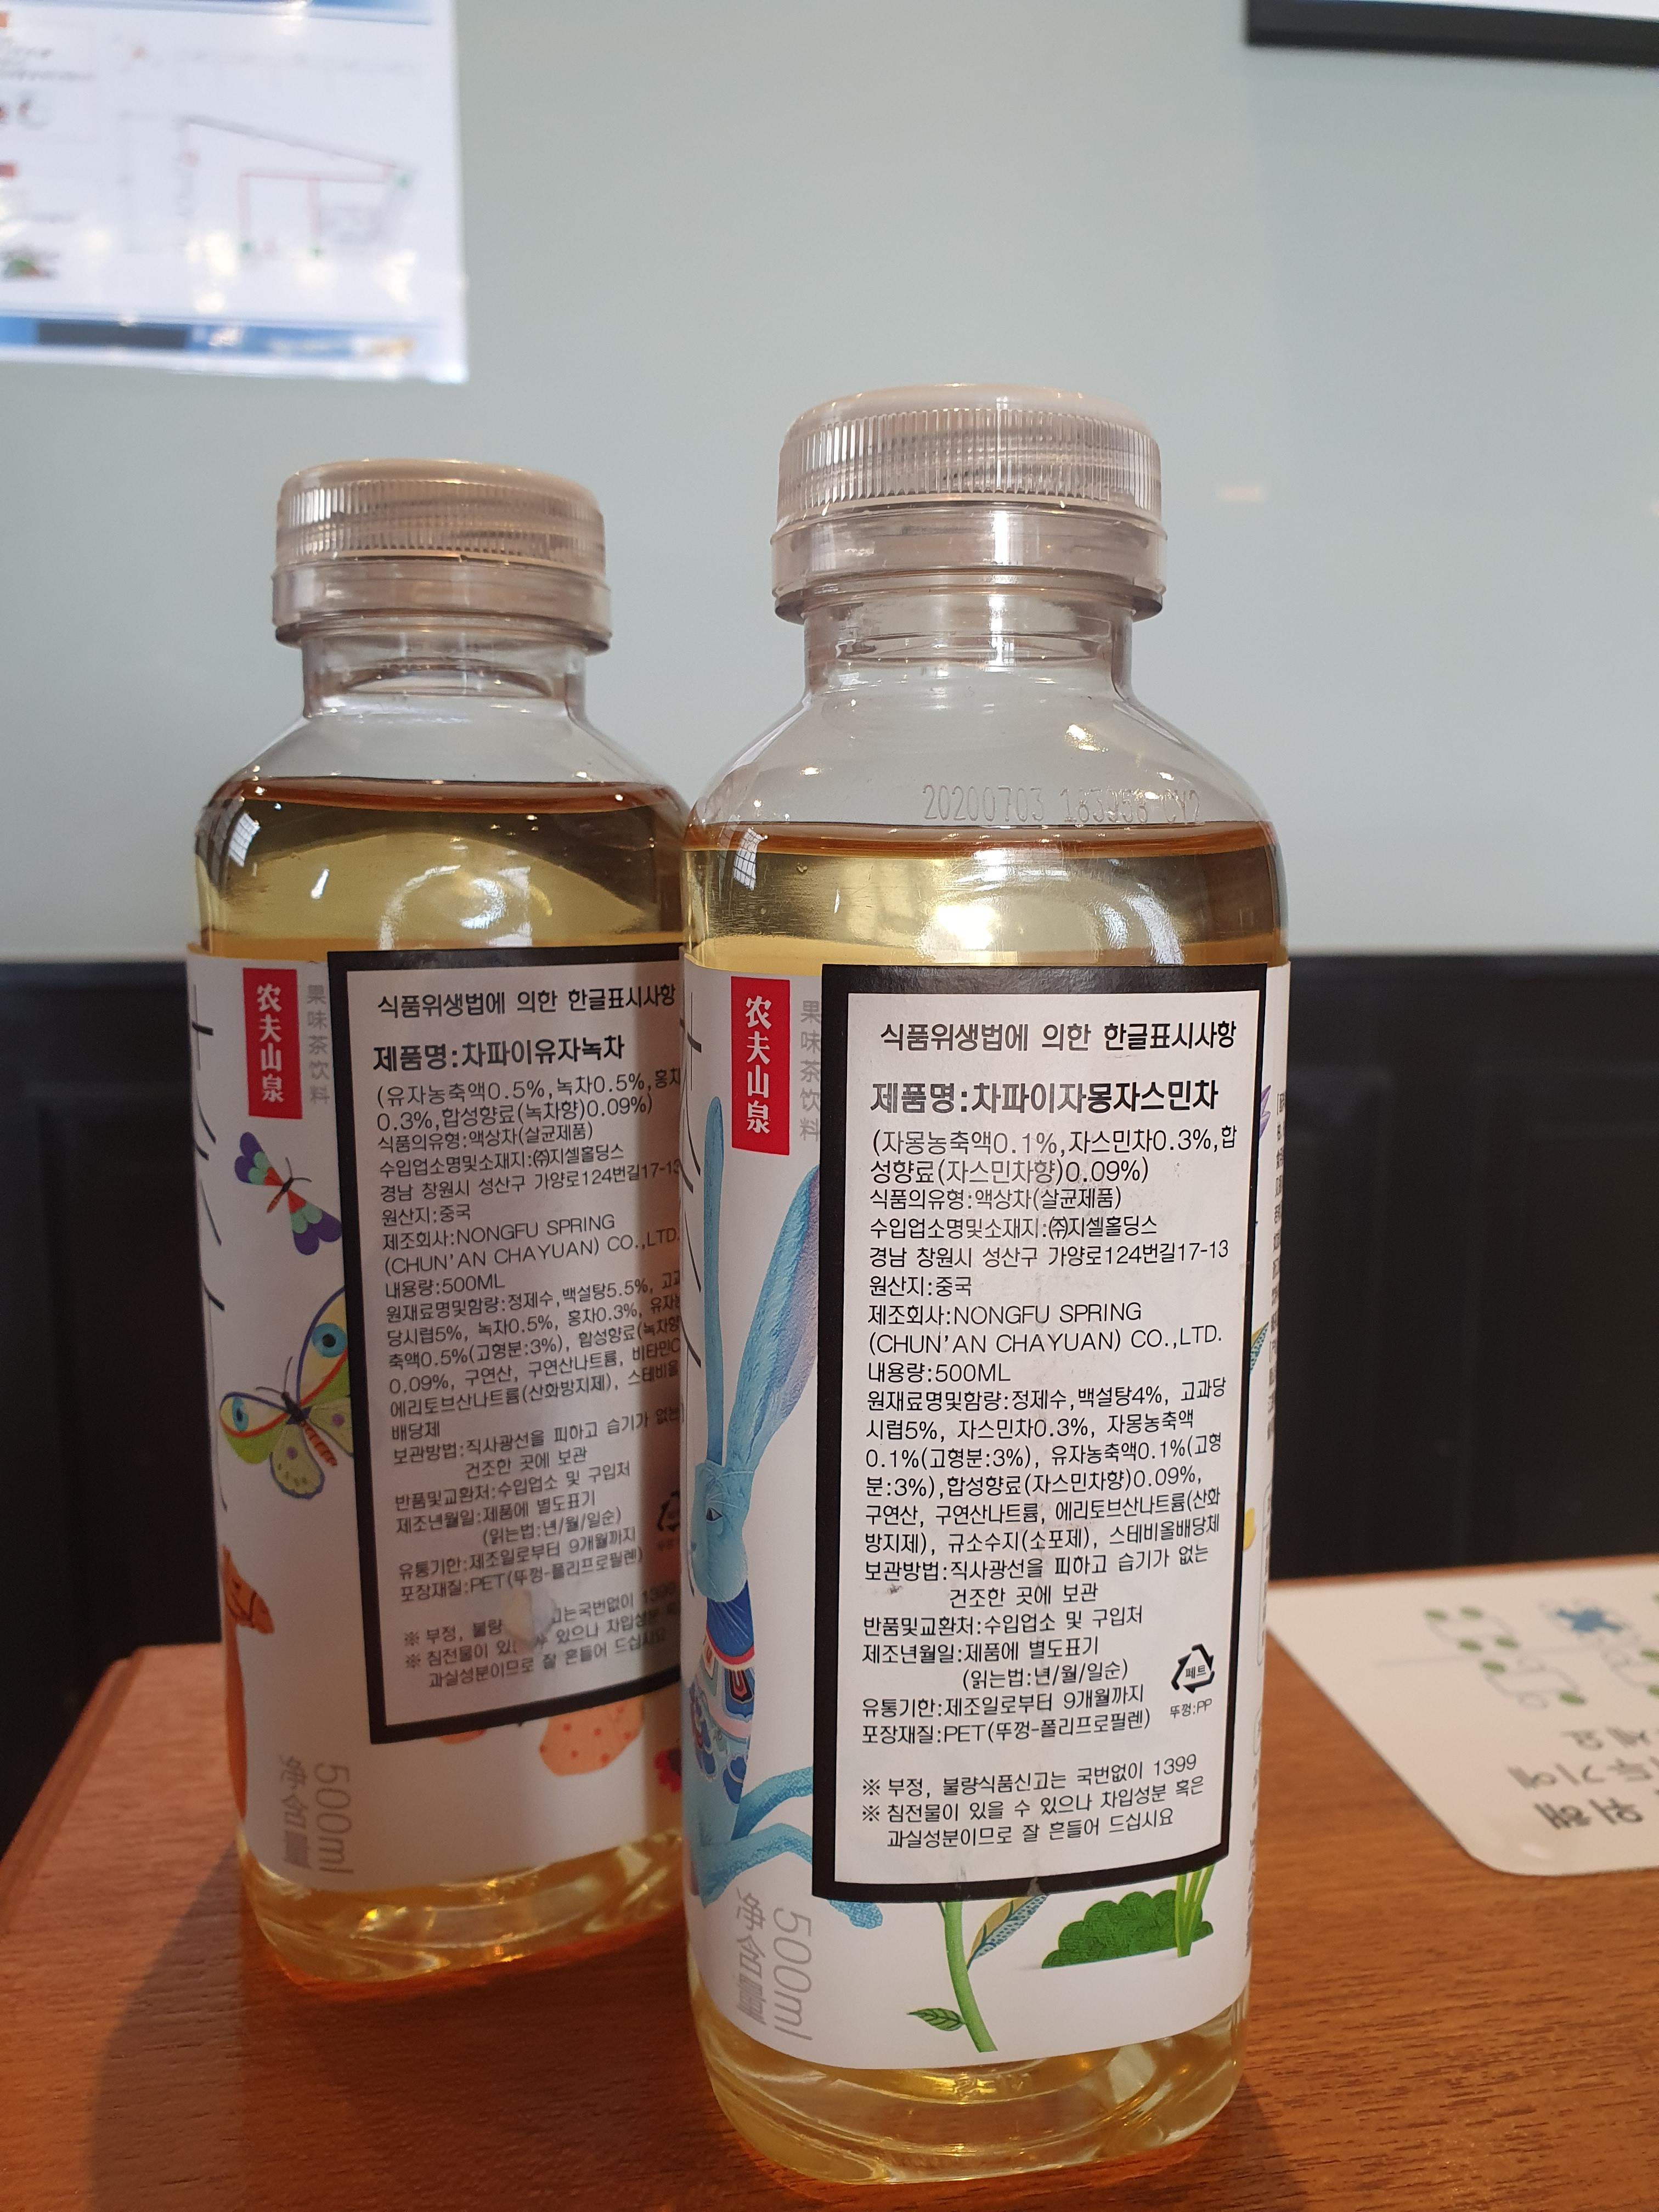 农夫山泉
果味茶饮料
식품위생법에 의한 한글표시사항
제품명:차파이유자녹차
(유자농축액0.5%,녹차0.5%,홍차
0.3%,합성향료(녹차향)0.09%)
식품의유형:액상차(살균제품)
수입업소명및소재지:㈜지셀홀딩스
경남 창원시 성산구 가양로124번길17-13
원산지:중국
제조회사:NONGFU SPRING
(CHUN'AN CHAYUAN) CO.,LTD.
내용량:500ML
원재료명및함량:정제수,백설탕5.5%, 고과
당시럽5%, 녹차0.5%, 홍차0.3%, 유자농
축액0.5%(고형분:3%), 합성향료(녹차향)
0.09%, 구연산, 구연산나트륨, 비타민C
에리토브산나트륨(산화방지제), 스테비올
배당체
보관방법:직사광선을 피하고 습기가 없는
건조한 곳에 보관
반품및교환처:수입업소 및 구입처
제조년월일:제품에 별도표기
(읽는법:년/월/일순)
유통기한:제조일로부터 9개월까지
포장재질:PET(뚜껑-폴리프로필렌)
※ 부정, 불량 는국번없이 1399
※ 침전물이 있 수 있으나 차입성분
과실성분이므로 잘 흔들어 드십시요
500ml
净含量
20200703
农夫山泉
果味茶饮料
식품위생법에 의한 한글표시사항
제품명:차파이자몽자스민차
(자몽농축액0.1%,자스민차0.3%,합
성향료(자스민차향)0.09%)
식품의유형:액상차(살균제품)
수입업소명및소재지:㈜지셀홀딩스
경남 창원시 성산구 가양로124번길17-13
원산지:중국
제조회사:NONGFU SPRING
(CHUN'AN CHAYUAN) CO.,LTD.
내용량:500ML
원재료명및함량:정제수,백설탕4%, 고과당
시럽5%, 자스민차0.3%, 자몽농축액
0.1%(고형분:3%), 유자농축액0.1%(고형
분:3%),합성향료(자스민차향)0.09%,
구연산, 구연산나트륨, 에리토브산나트륨(산화
방지제), 규소수지(소포제), 스테비올배당체
보관방법:직사광선을 피하고 습기가 없는
건조한 곳에 보관
반품및교환처:수입업소 및 구입처
제조년월일:제품에 별도표기
(읽는법:년/월/일순)
유통기한:제조일로부터 9개월까지
포장재질:PET(뚜껑-폴리프로필렌)
페트
뚜껑:PP
※ 부정, 불량식품신고는 국번없이 1399
※ 침전물이 있을 수 있으나 차입성분 혹은
과실성분이므로 잘 흔들어 드십시요
500ml
净含量
위해